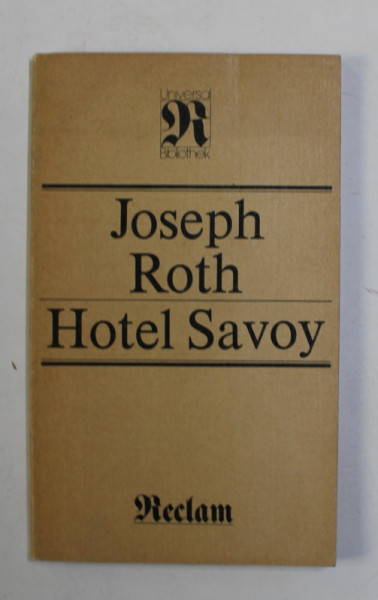 Universal
R
Bibliothek
Joseph
Roth
Hotel Savoy
Reclam